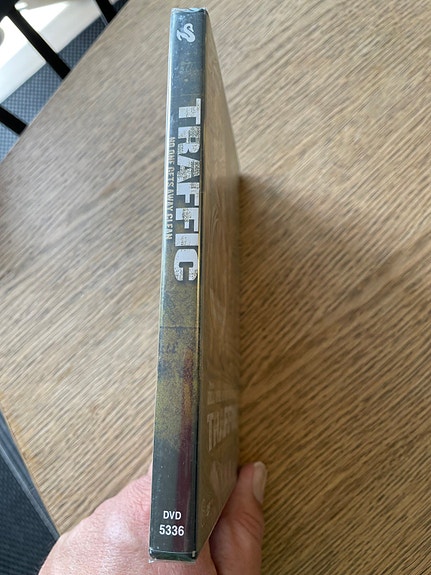 TRAFFIC
NO ONE GETS AWAY CLEAN
DVD
5336